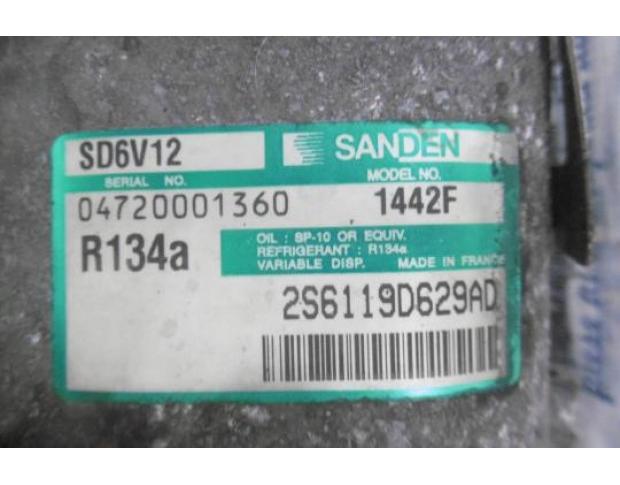 SD6V12 SANDEN
SERIAL NO. MODEL NO.
04720001360 1442F
R134a
OIL : SP-10 OR EQUIV.
REFRIGERANT : R134a
VARIABLE DISP. MADE IN FRANCE
2S6119D629AD